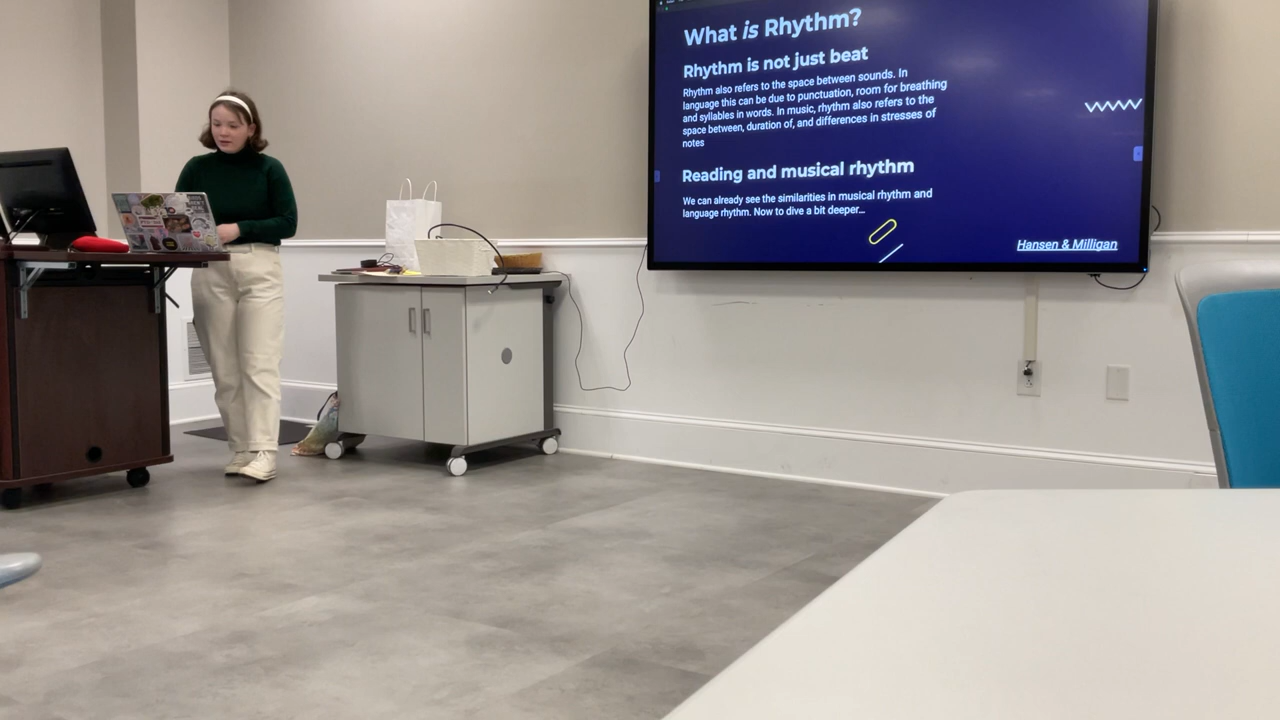 What is Rhythm?
Rhythm is not just beat
Rhythm also refers to the space between sounds. In
language this can be due to punctuation, room for breathing
and syllables in words. In music, rhythm also refers to the
space between, duration of, and differences in stresses of
notes
Reading and musical rhythm
We can already see the similarities in musical rhythm and
language rhythm. Now to dive a bit deeper...
Hansen & Milligan